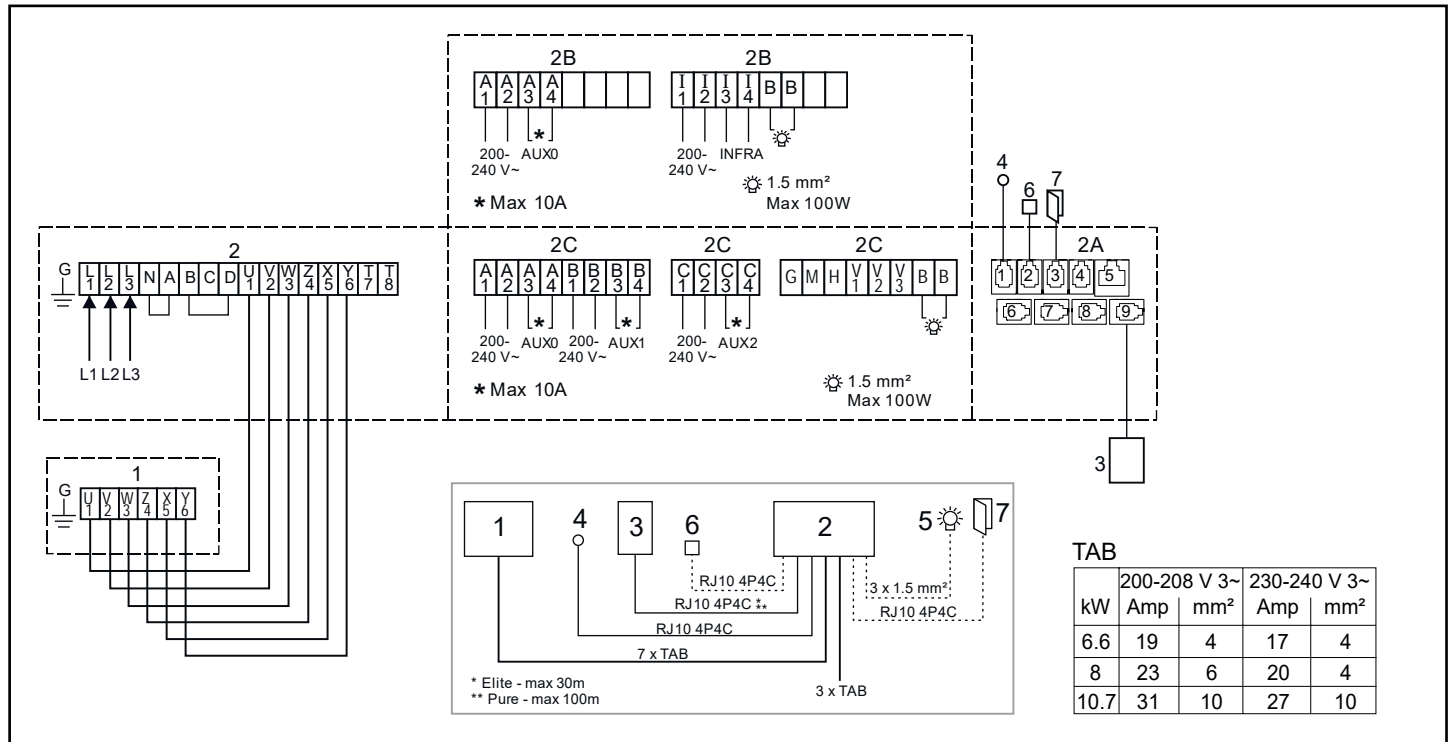 2B
A1 A2 A3 A4
200-240 V~
* AUX0
* Max 10A
2B
I1 I2 I3 I4 B B
200-240 V~
INFRA
1.5 mm²
Max 100W
2
G
L1 L2 L3 N A B C D U1 V2 W3 Z4 X5 Y6 T7 T8
L1 L2 L3
2C
A1 A2 A3 A4 B1 B2 B3 B4
200-240 V~
* AUX0
200-240 V~
* AUX1
* Max 10A
2C
C1 C2 C3 C4
200-240 V~
* AUX2
2C
G M H V1 V2 V3 B B
1.5 mm²
Max 100W
4
6
7
2A
1 2 3 4 5
6 7 8 9
3
1
G
U1 V2 W3 Z4 X5 Y6
1
4
3
6
2
5
7
RJ10 4P4C
RJ10 4P4C * **
RJ10 4P4C
7 x TAB
3 x 1.5 mm²
RJ10 4P4C
3 x TAB
* Elite - max 30m
** Pure - max 100m
TAB
200-208 V 3~ 230-240 V 3~
kW Amp mm² Amp mm²
6.6 19 4 17 4
8 23 6 20 4
10.7 31 10 27 10